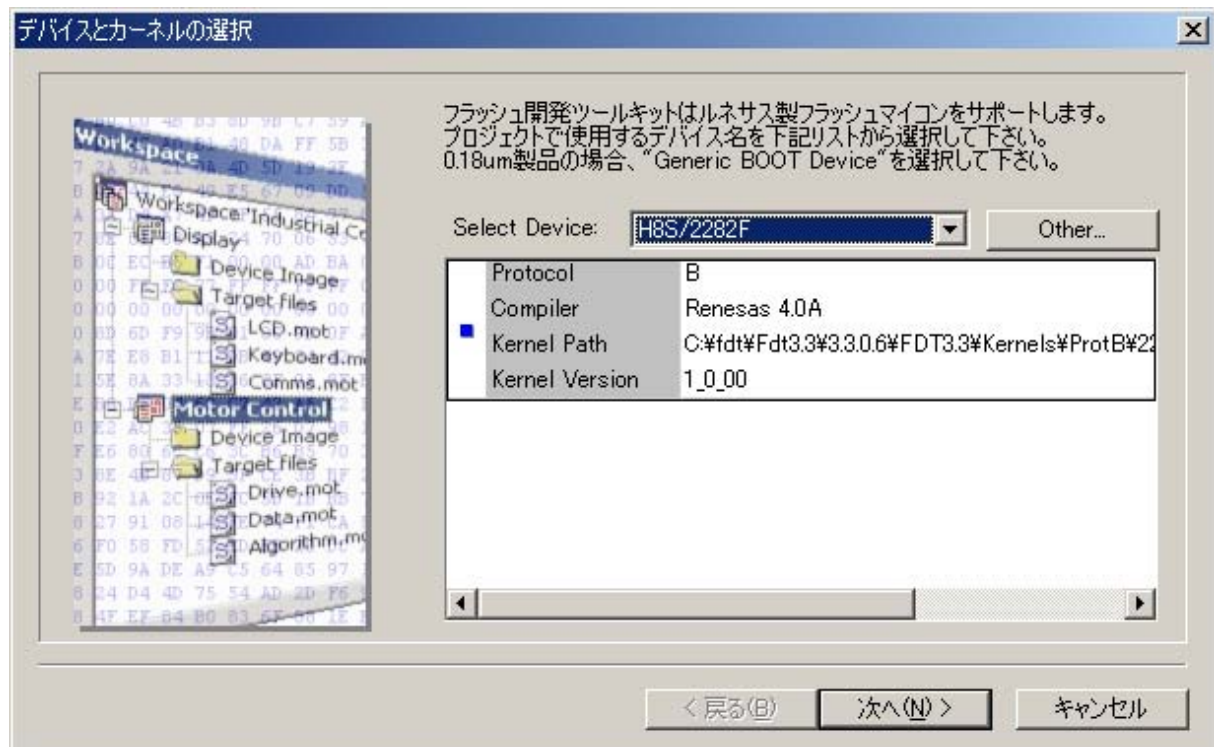 デバイスとカーネルの選択
フラッシュ開発ツールキットはルネサス製フラッシュマイコンをサポートします。
プロジェクトで使用するデバイス名を下記リストから選択して下さい。
0.18um製品の場合、"Generic BOOT Device"を選択して下さい。
Select Device: H8S/2282F Other...
Protocol B
Compiler Renesas 4.0A
Kernel Path C:¥fdt¥Fdt3.3¥3.3.0.6¥FDT3.3¥Kernels¥ProtB¥22
Kernel Version 1_0_00
Workspace
Workspace 'Industrial Co
Display
Device Image
Target files
LCD.mot
Keyboard.mo
Comms.mot
Motor Control
Device Image
Target files
Drive.mot
Data.mot
Algorithm.mo
< 戻る(B) 次へ(N) > キャンセル